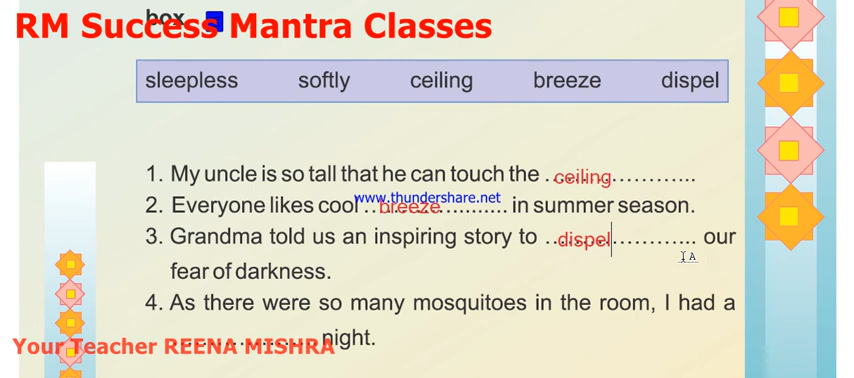 box.
RM Success Mantra Classes
sleepless softly ceiling breeze dispel
1. My uncle is so tall that he can touch the ..ceiling..............
www.thundershare.net
2. Everyone likes cool ..breeze........... in summer season.
3. Grandma told us an inspiring story to ..dispel............ our
fear of darkness.
4. As there were so many mosquitoes in the room, I had a
..................... night.
Your Teacher REENA MISHRA